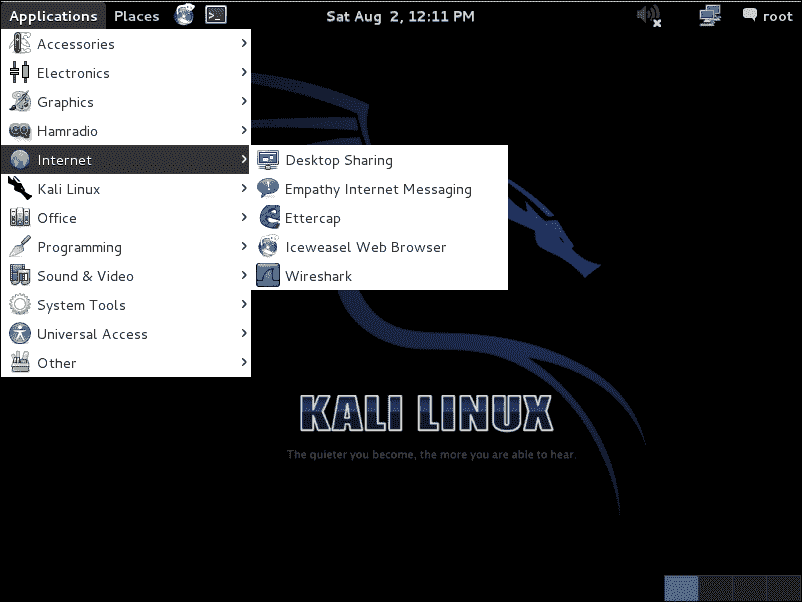 Applications Places Sat Aug 2, 12:11 PM root
Accessories
Electronics
Graphics
Hamradio
Internet
Kali Linux
Office
Programming
Sound & Video
System Tools
Universal Access
Other
Desktop Sharing
Empathy Internet Messaging
Ettercap
Iceweasel Web Browser
Wireshark
KALI LINUX
The quieter you become, the more you are able to hear.